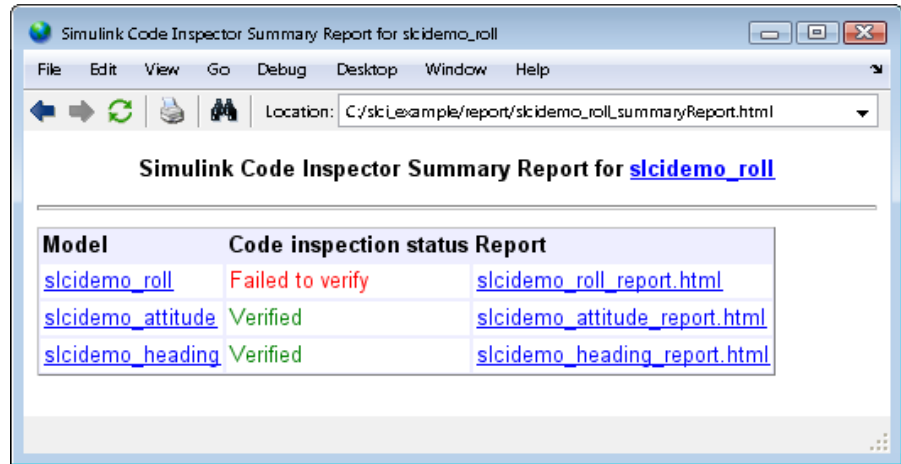 Simulink Code Inspector Summary Report for slcidemo_roll
File Edit View Go Debug Desktop Window Help
Location: C:/slci_example/report/slcidemo_roll_summaryReport.html
Simulink Code Inspector Summary Report for slcidemo_roll
Model Code inspection status Report
slcidemo_roll Failed to verify slcidemo_roll_report.html
slcidemo_attitude Verified slcidemo_attitude_report.html
slcidemo_heading Verified slcidemo_heading_report.html